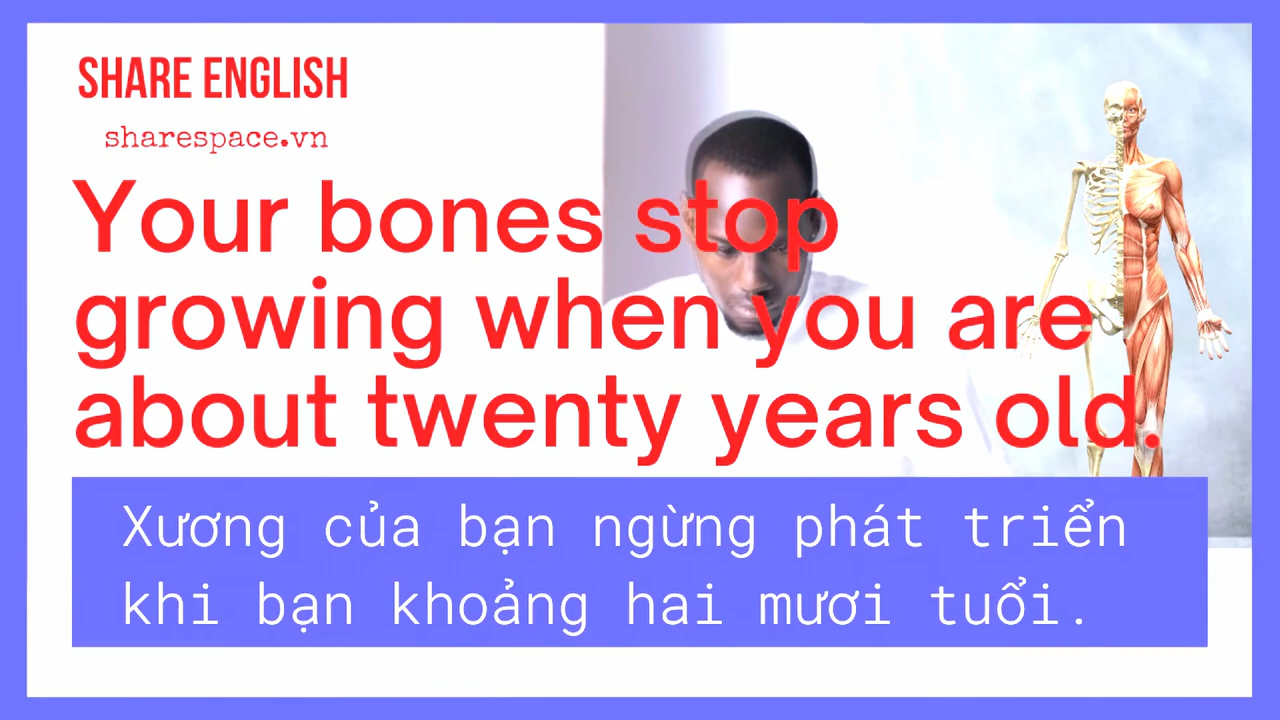 SHARE ENGLISH
sharespace.vn
Your bones stop
growing when you are
about twenty years old.
Xương của bạn ngừng phát triển
khi bạn khoảng hai mươi tuổi.